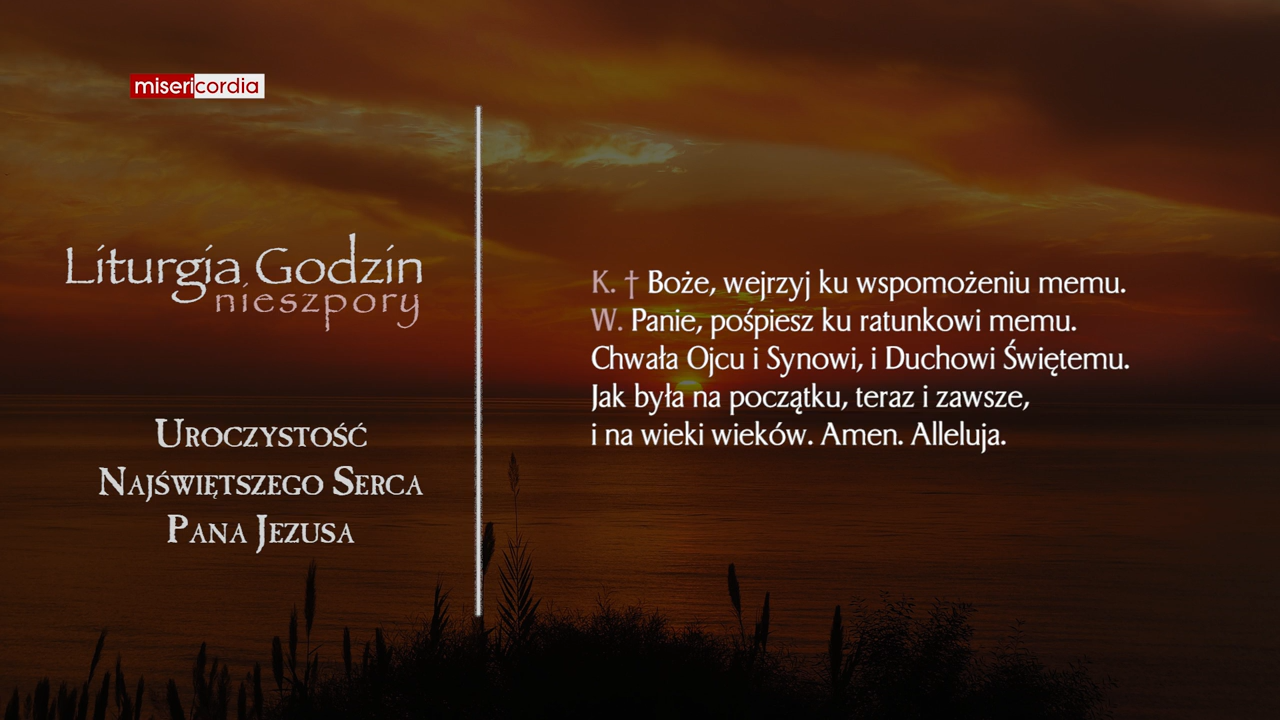 misericordia
Liturgia Godzin
nieszpory
Uroczystość
Najświętszego Serca
Pana Jezusa
K. † Boże, wejrzyj ku wspomożeniu memu.
W. Panie, pośpiesz ku ratunkowi memu.
Chwała Ojcu i Synowi, i Duchowi Świętemu.
Jak była na początku, teraz i zawsze,
i na wieki wieków. Amen. Alleluja.